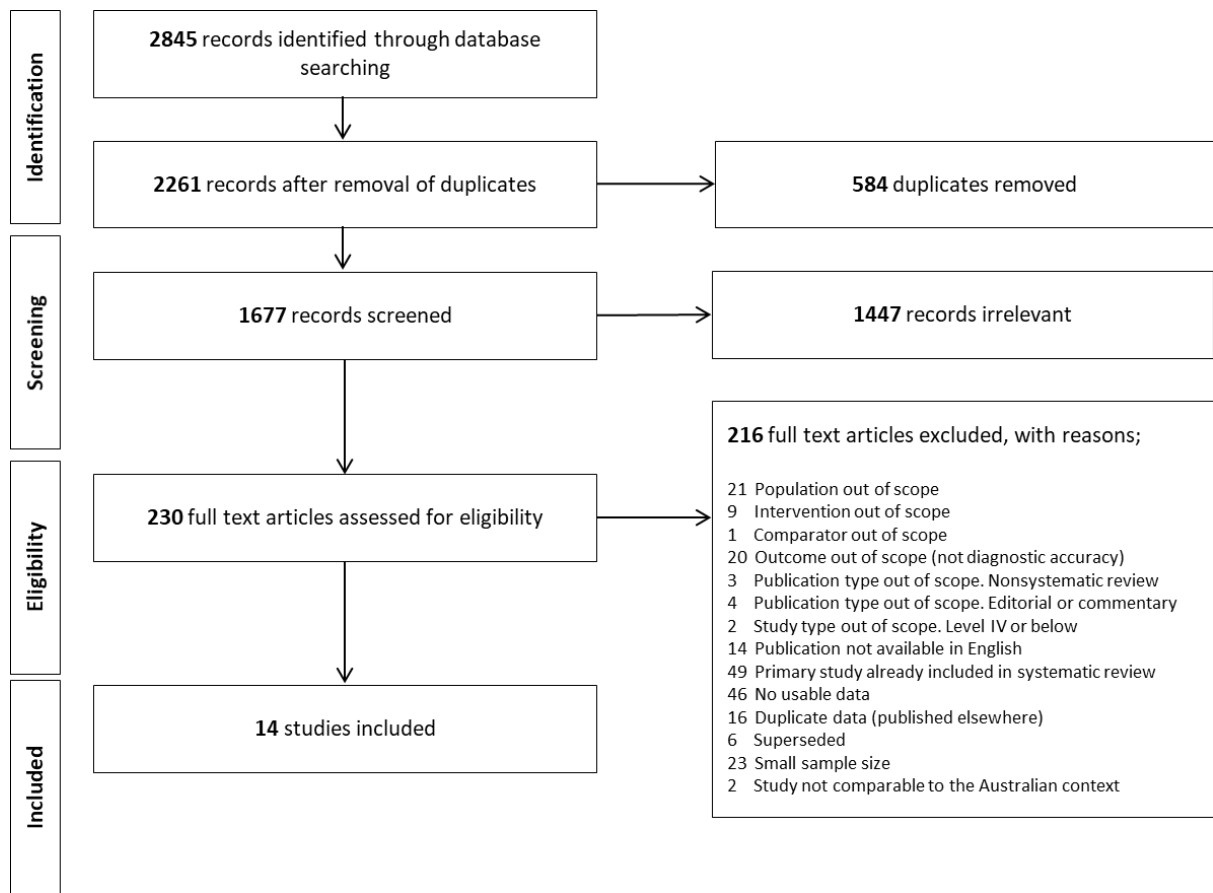 Identification
2845 records identified through database
searching
2261 records after removal of duplicates
584 duplicates removed
Screening
1677 records screened
1447 records irrelevant
Eligibility
230 full text articles assessed for eligibility
216 full text articles excluded, with reasons;
21 Population out of scope
9 Intervention out of scope
1 Comparator out of scope
20 Outcome out of scope (not diagnostic accuracy)
3 Publication type out of scope. Nonsystematic review
4 Publication type out of scope. Editorial or commentary
2 Study type out of scope. Level IV or below
14 Publication not available in English
49 Primary study already included in systematic review
46 No usable data
16 Duplicate data (published elsewhere)
6 Superseded
23 Small sample size
2 Study not comparable to the Australian context
Included
14 studies included